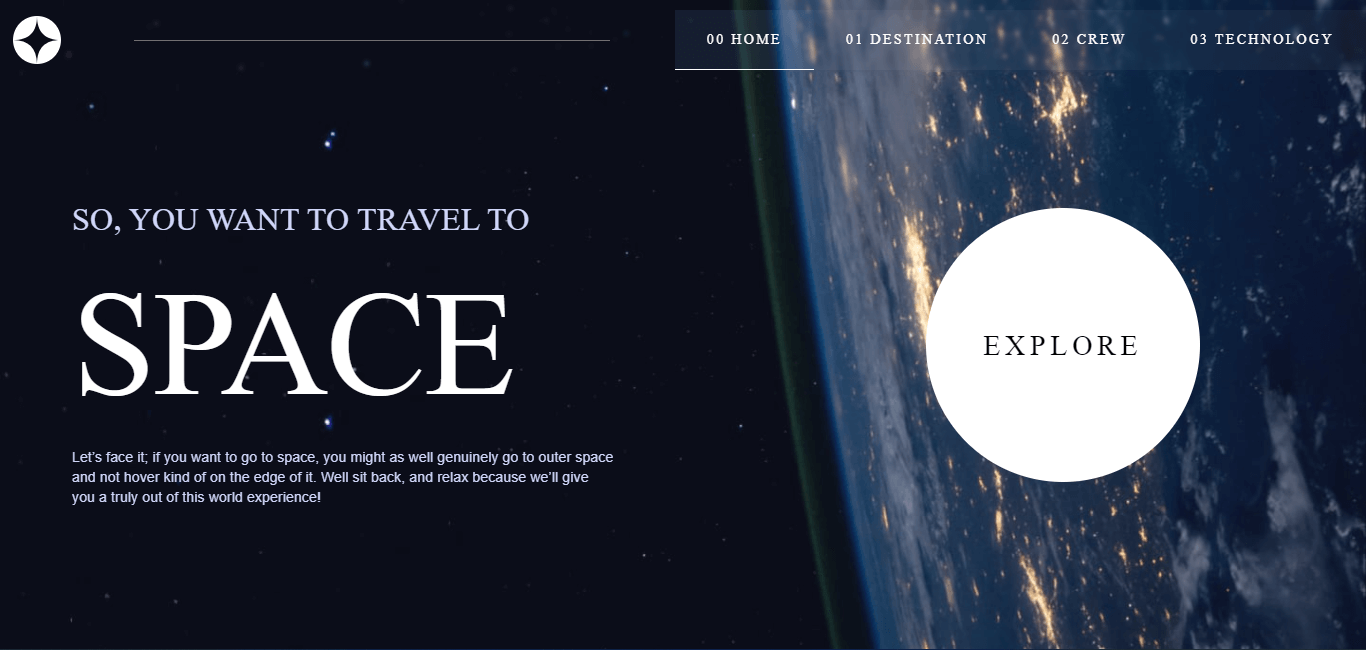 00 HOME 01 DESTINATION 02 CREW 03 TECHNOLOGY
SO, YOU WANT TO TRAVEL TO
SPACE
EXPLORE
Let’s face it; if you want to go to space, you might as well genuinely go to outer space
and not hover kind of on the edge of it. Well sit back, and relax because we’ll give
you a truly out of this world experience!